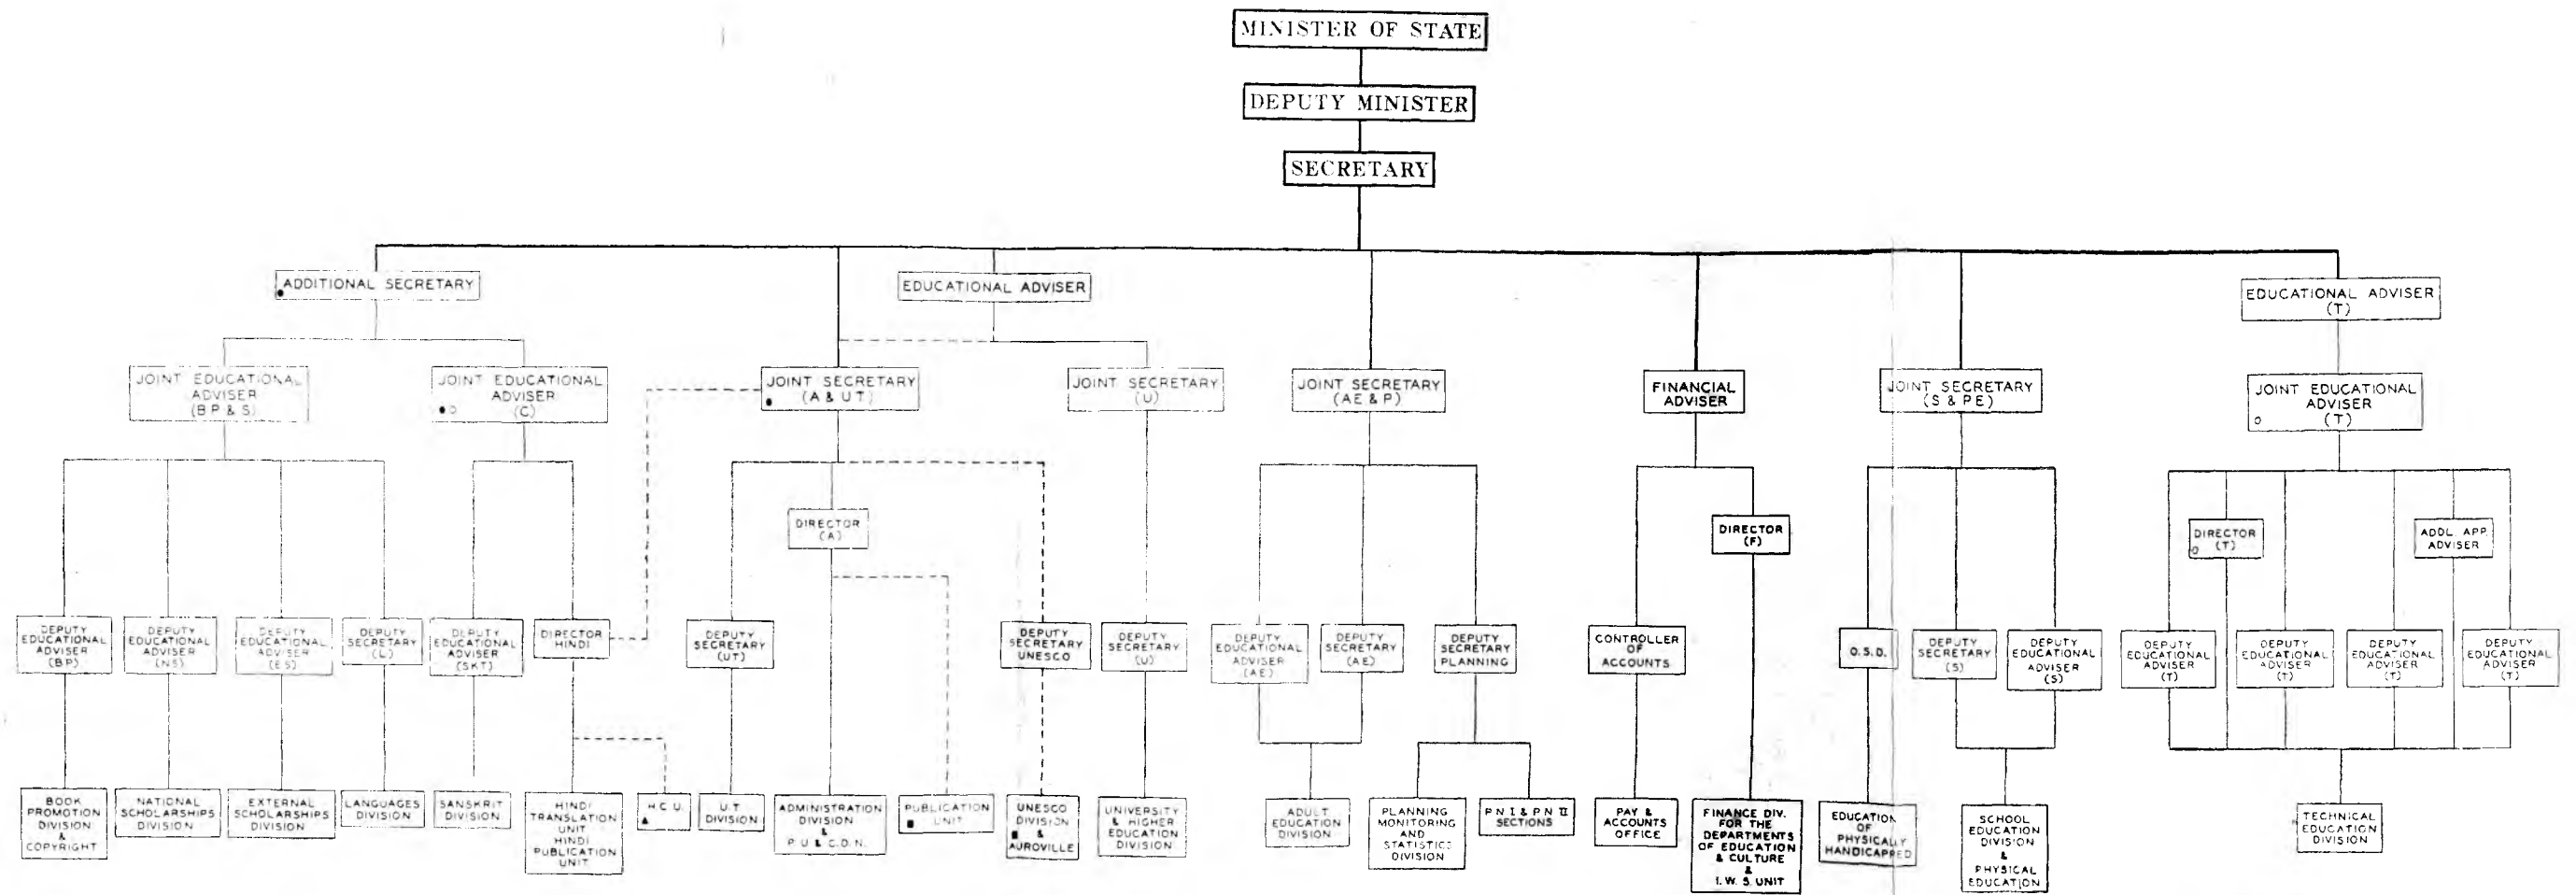 MINISTER OF STATE
DEPUTY MINISTER
SECRETARY
ADDITIONAL SECRETARY
EDUCATIONAL ADVISER
EDUCATIONAL ADVISER
(T)
JOINT EDUCATIONAL
ADVISER
(B P & S)
JOINT EDUCATIONAL
ADVISER
(C)
JOINT SECRETARY
(A & U T)
JOINT SECRETARY
(U)
JOINT SECRETARY
(AE & P)
FINANCIAL
ADVISER
JOINT SECRETARY
(S & PE)
JOINT EDUCATIONAL
ADVISER
(T)
DIRECTOR
(A)
DIRECTOR
(F)
DIRECTOR
(T)
ADDL. APP.
ADVISER
DEPUTY
EDUCATIONAL
ADVISER
(BP)
DEPUTY
EDUCATIONAL
ADVISER
(NS)
DEPUTY
EDUCATIONAL
ADVISER
(ES)
DEPUTY
SECRETARY
(L)
DEPUTY
EDUCATIONAL
ADVISER
(SKT)
DIRECTOR
HINDI
DEPUTY
SECRETARY
(UT)
DEPUTY
SECRETARY
UNESCO
DEPUTY
SECRETARY
(U)
DEPUTY
EDUCATIONAL
ADVISER
(AE)
DEPUTY
SECRETARY
(AE)
DEPUTY
SECRETARY
PLANNING
CONTROLLER
OF
ACCOUNTS
O.S.D.
DEPUTY
SECRETARY
(S)
DEPUTY
EDUCATIONAL
ADVISER
(S)
DEPUTY
EDUCATIONAL
ADVISER
(T)
DEPUTY
EDUCATIONAL
ADVISER
(T)
DEPUTY
EDUCATIONAL
ADVISER
(T)
DEPUTY
EDUCATIONAL
ADVISER
(T)
BOOK
PROMOTION
DIVISION
&
COPYRIGHT
NATIONAL
SCHOLARSHIPS
DIVISION
EXTERNAL
SCHOLARSHIPS
DIVISION
LANGUAGES
DIVISION
SANSKRIT
DIVISION
HINDI
TRANSLATION
UNIT
HINDI
PUBLICATION
UNIT
H.C.U.
U.T.
DIVISION
ADMINISTRATION
DIVISION
&
P.U & C.D.N.
PUBLICATION
UNIT
UNESCO
DIVISION
&
AUROVILLE
UNIVERSITY
& HIGHER
EDUCATION
DIVISION
ADULT
EDUCATION
DIVISION
PLANNING
MONITORING
AND
STATISTICS
DIVISION
P N I & P N II
SECTIONS
PAY &
ACCOUNTS
OFFICE
FINANCE DIV.
FOR THE
DEPARTMENTS
OF EDUCATION
& CULTURE
&
I.W.S. UNIT
EDUCATION
OF
PHYSICALLY
HANDICAPPED
SCHOOL
EDUCATION
DIVISION
&
PHYSICAL
EDUCATION
TECHNICAL
EDUCATION
DIVISION